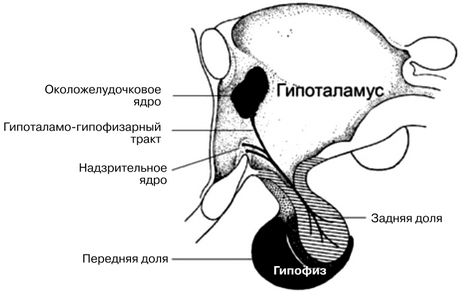 Околожелудочковое
ядро
Гипоталамус
Гипоталамо-гипофизарный
тракт
Надзрительное
ядро
Задняя доля
Передняя доля
Гипофиз